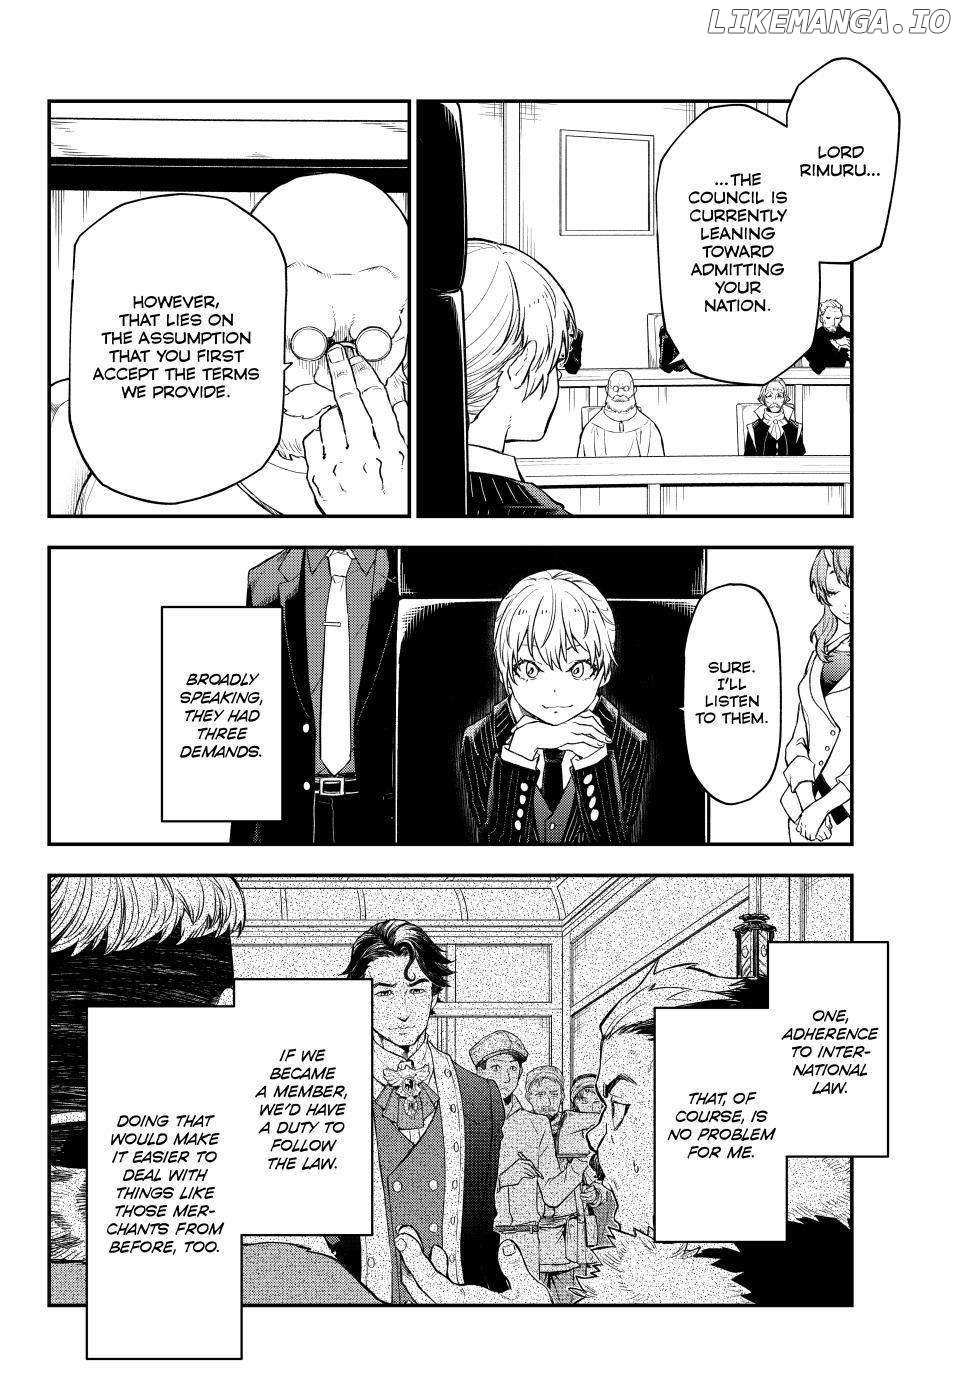 LIKEMANGA.IO
LORD
RIMURU...
...THE
COUNCIL IS
CURRENTLY
LEANING
TOWARD
ADMITTING
YOUR
NATION.
HOWEVER,
THAT LIES ON
THE ASSUMPTION
THAT YOU FIRST
ACCEPT THE TERMS
WE PROVIDE.
SURE.
I'LL
LISTEN
TO THEM.
BROADLY
SPEAKING,
THEY HAD
THREE
DEMANDS.
ONE,
ADHERENCE
TO INTER-
NATIONAL
LAW.
THAT, OF
COURSE, IS
NO PROBLEM
FOR ME.
IF WE
BECAME
A MEMBER,
WE'D HAVE
A DUTY TO
FOLLOW
THE LAW.
DOING THAT
WOULD MAKE
IT EASIER TO
DEAL WITH
THINGS LIKE
THOSE MER-
CHANTS FROM
BEFORE, TOO.